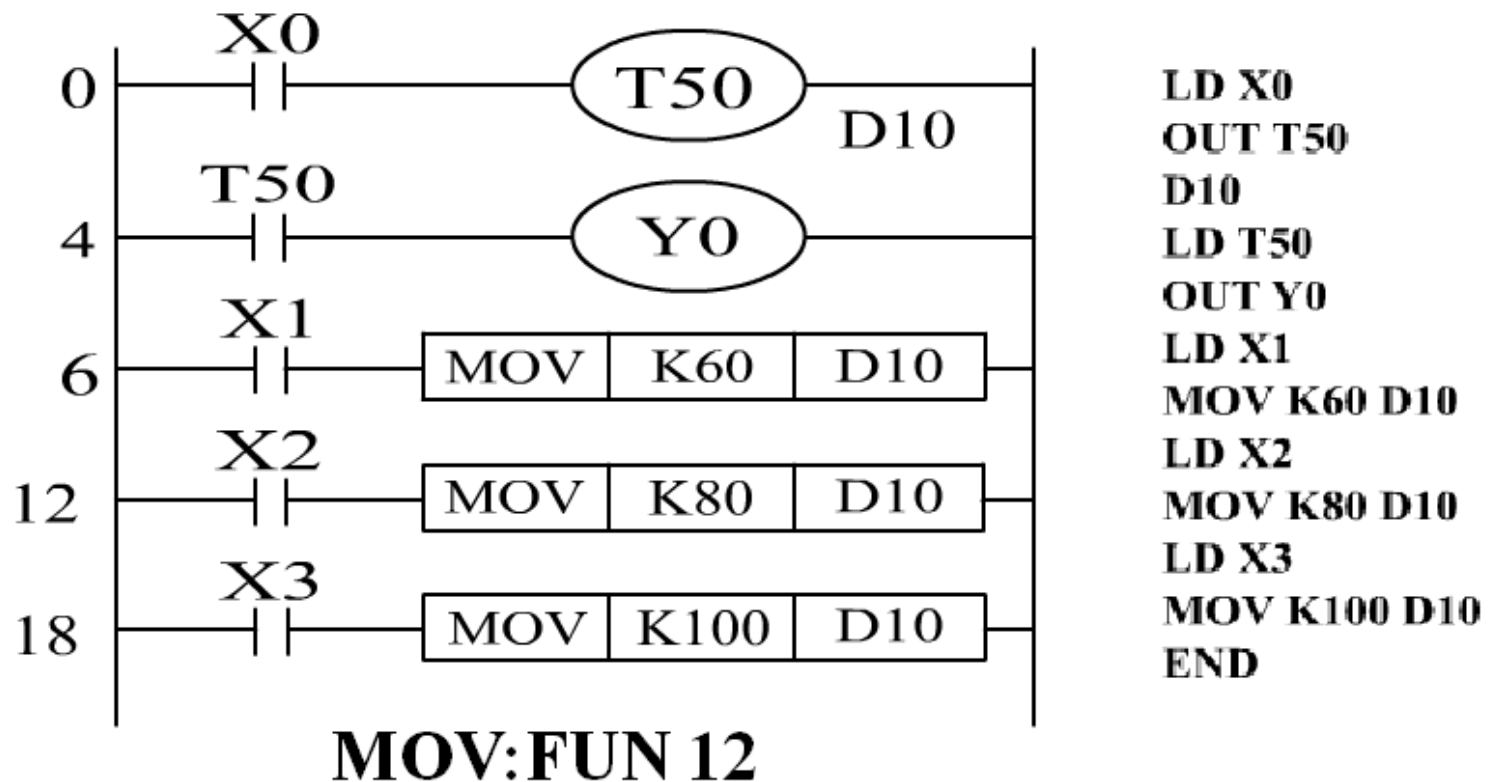 X0
0 T50
D10
T50
4 Y0
X1
6 MOV K60 D10
X2
12 MOV K80 D10
X3
18 MOV K100 D10
MOV:FUN 12
LD X0
OUT T50
D10
LD T50
OUT Y0
LD X1
MOV K60 D10
LD X2
MOV K80 D10
LD X3
MOV K100 D10
END